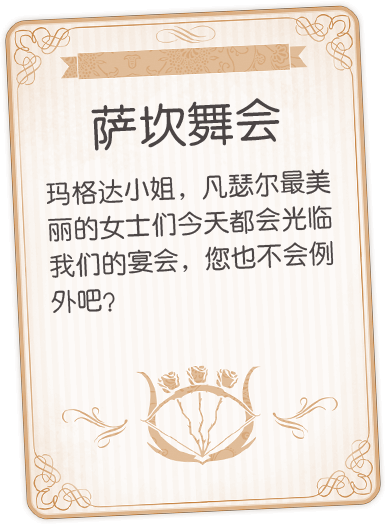 萨坎舞会
玛格达小姐，凡瑟尔最美
丽的女士们今天都会光临
我们的宴会，您也不会例
外吧？